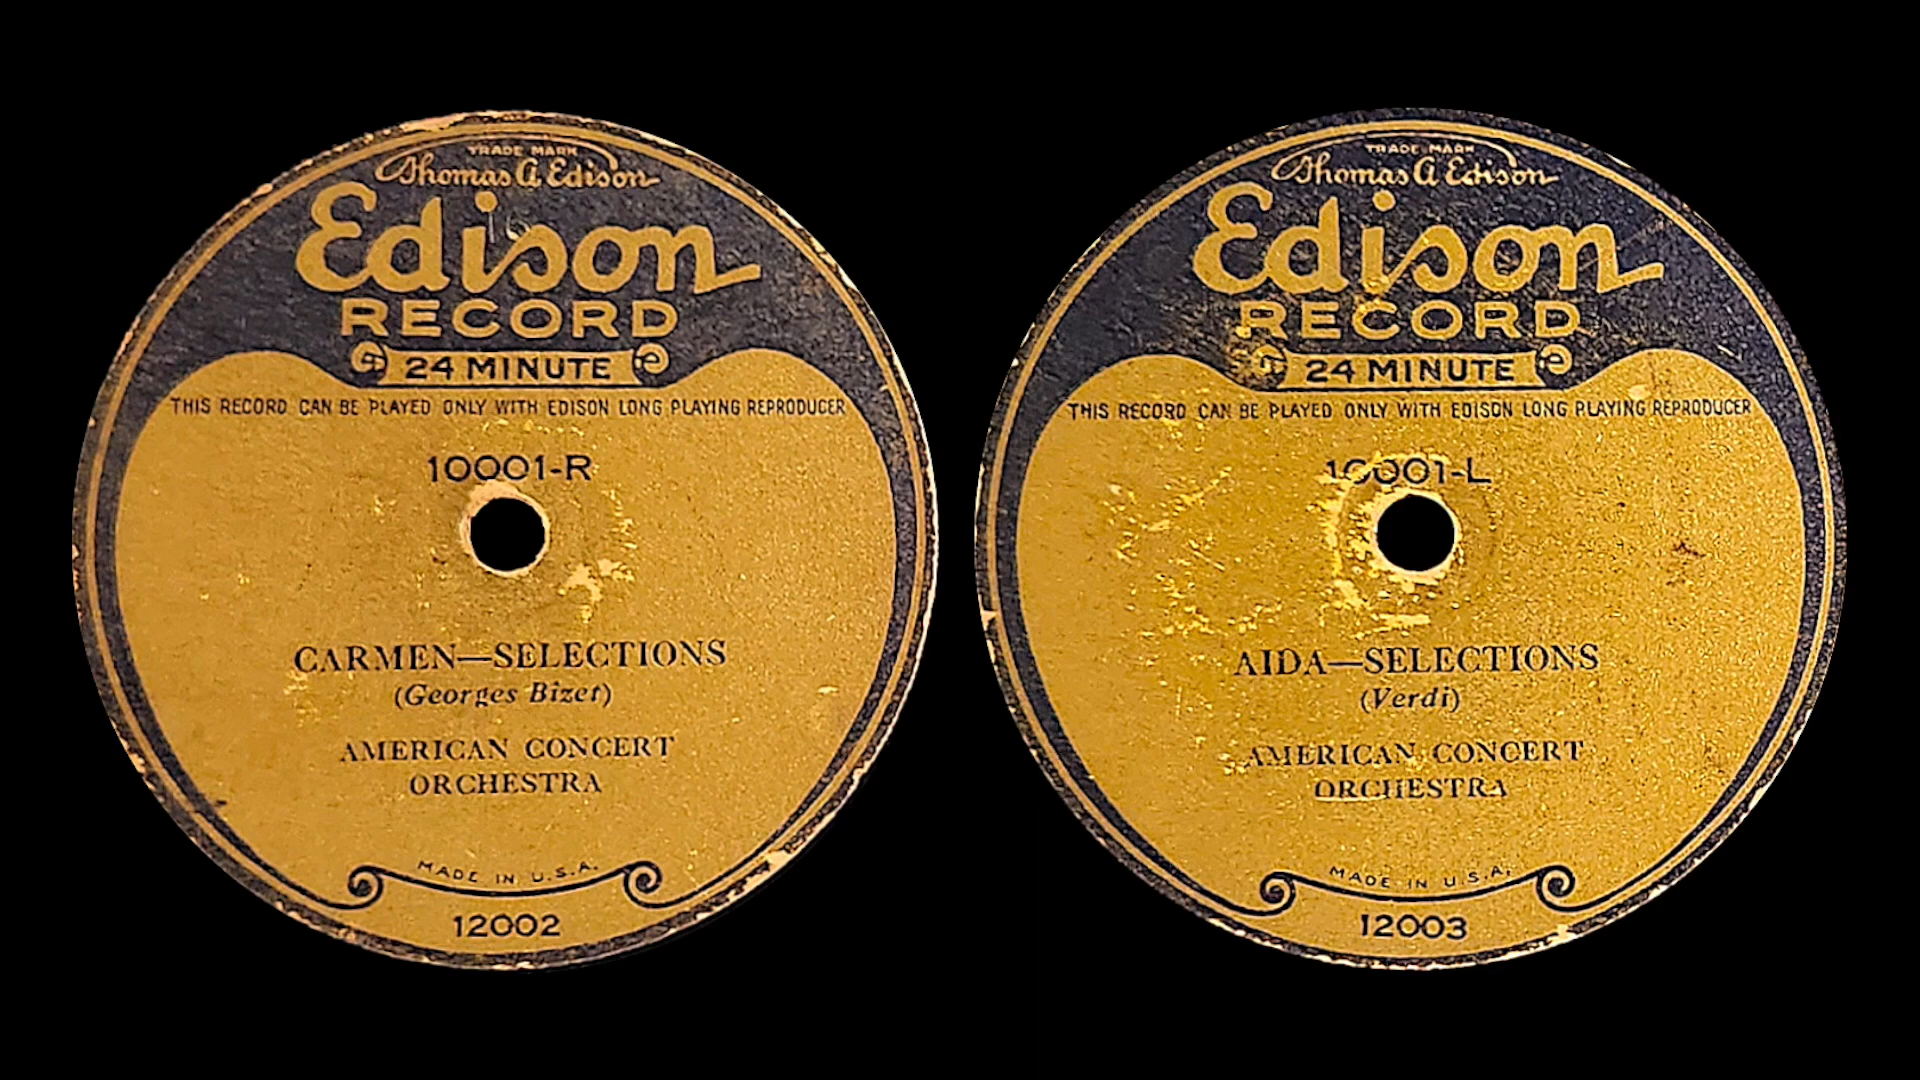 TRADE MARK
Thomas A Edison
Edison
RECORD
24 MINUTE
THIS RECORD CAN BE PLAYED ONLY WITH EDISON LONG PLAYING REPRODUCER
10001-R
CARMEN—SELECTIONS
(Georges Bizet)
AMERICAN CONCERT
ORCHESTRA
MADE IN U.S.A.
12002
TRADE MARK
Thomas A Edison
Edison
RECORD
24 MINUTE
THIS RECORD CAN BE PLAYED ONLY WITH EDISON LONG PLAYING REPRODUCER
10001-L
AIDA—SELECTIONS
(Verdi)
AMERICAN CONCERT
ORCHESTRA
MADE IN U.S.A.
12003